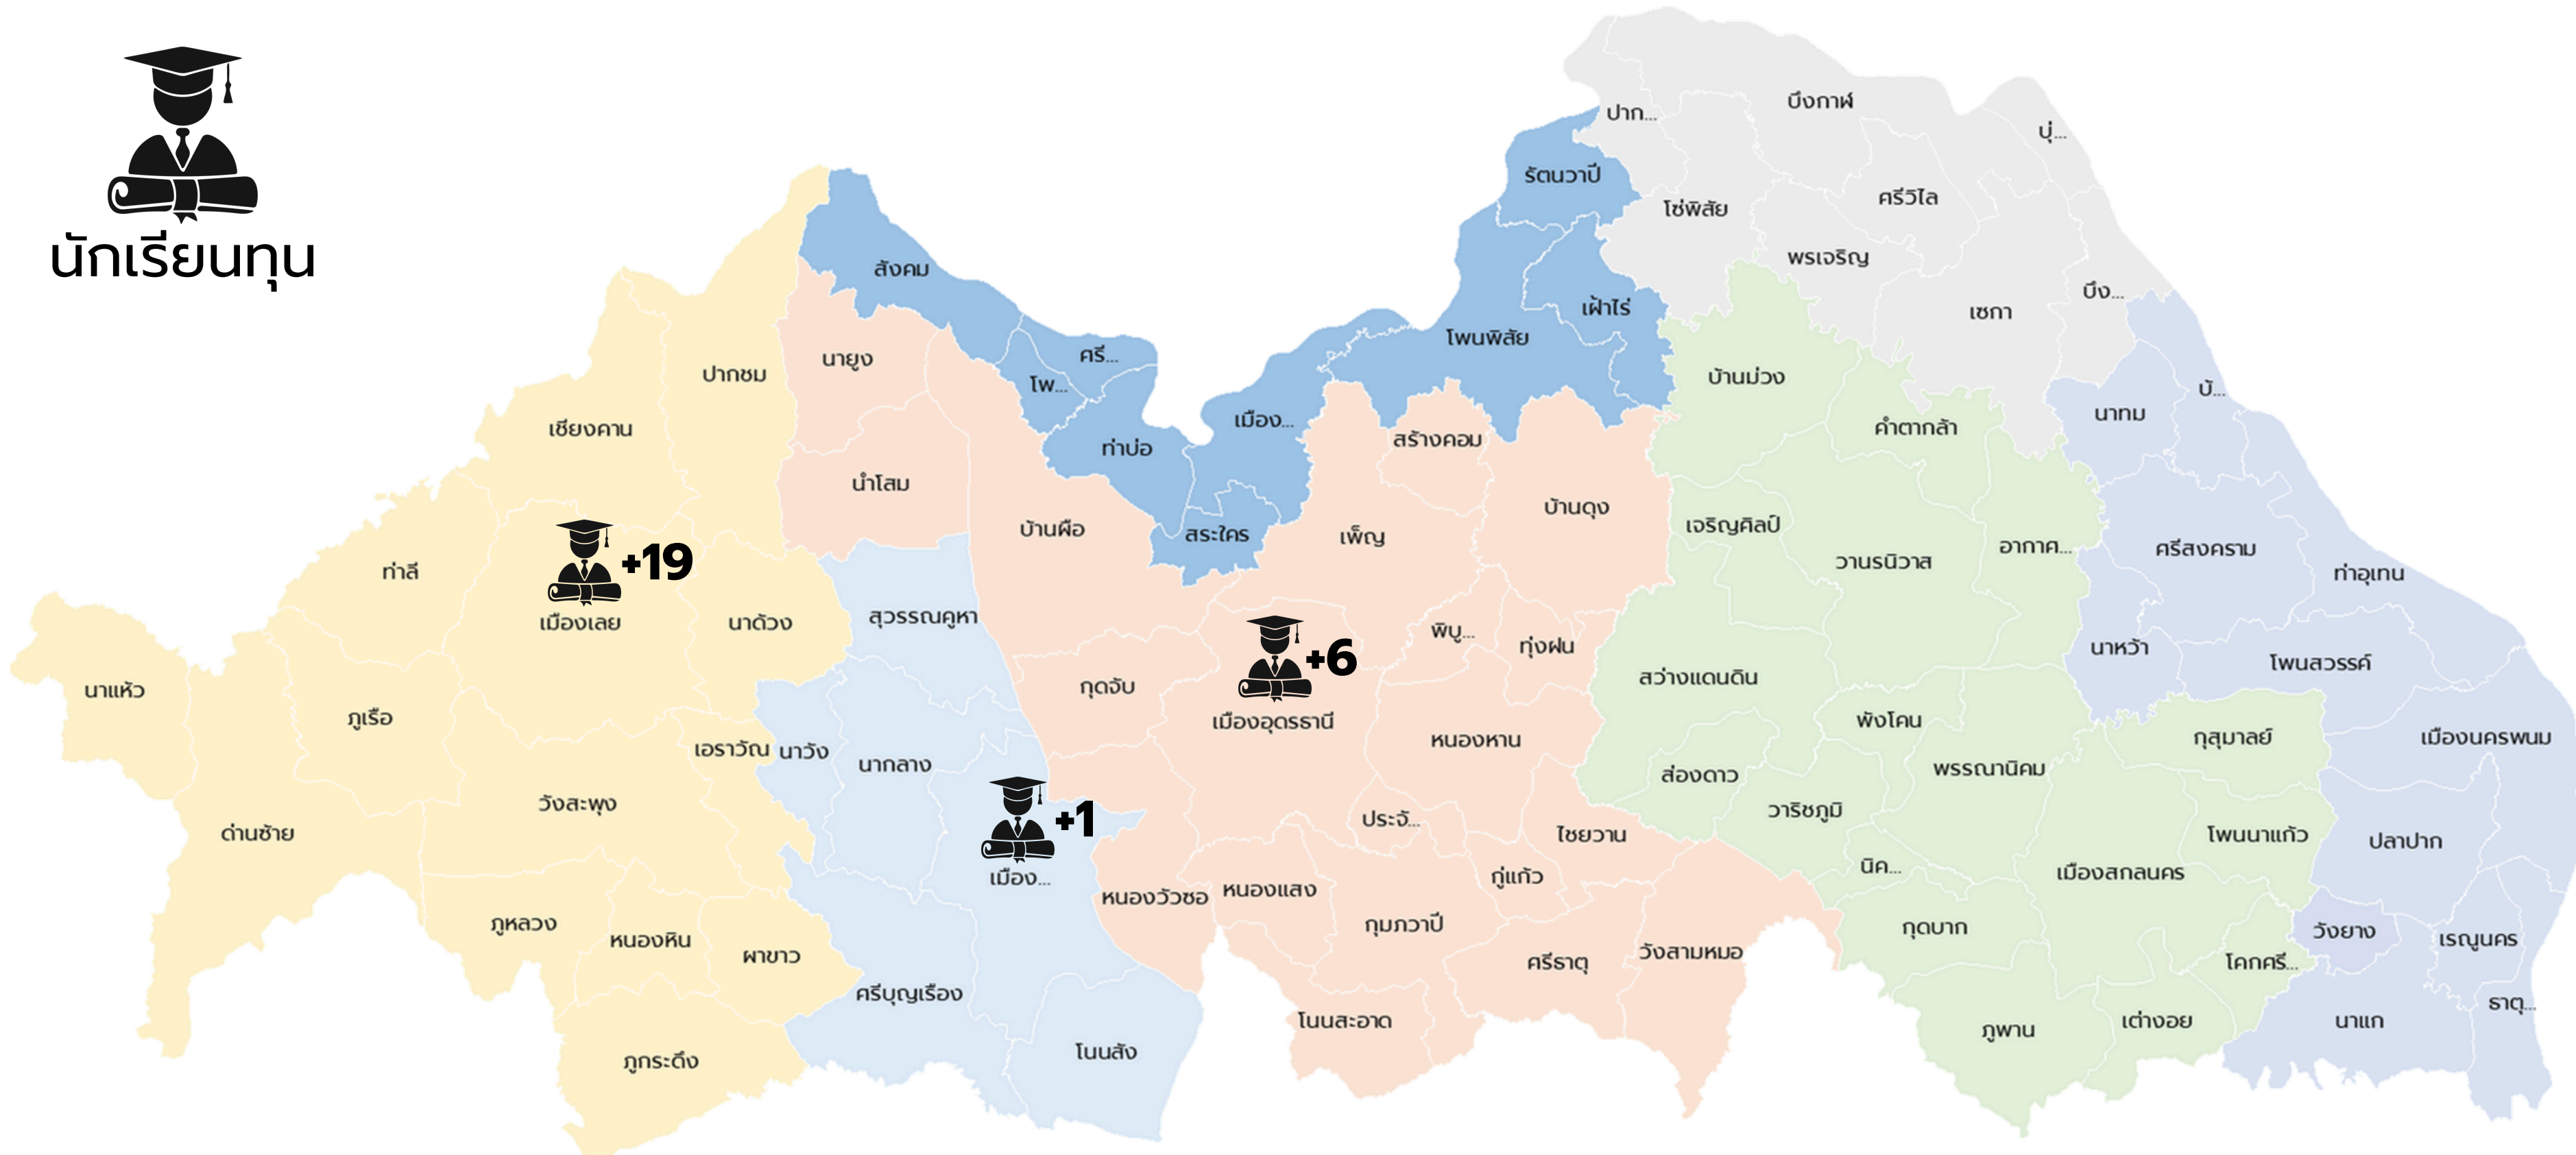 นักเรียนทุน
บึงกาฬ
ปาก...
บุ่...
รัตนวาปี
ศรีวิไล
โซ่พิสัย
พรเจริญ
สังคม
บึง...
เฝ้าไร่
เซกา
โพนพิสัย
ศรี...
นายูง
ปากชม
บ้านม่วง
โพ...
บ้...
นาทม
เมือง...
เชียงคาน
คำตากล้า
สร้างคอม
ท่าบ่อ
น้ำโสม
บ้านดุง
เจริญศิลป์
บ้านผือ
สระใคร
เพ็ญ
อากาศ...
ศรีสงคราม
วานรนิวาส
+19
ท่าลี่
ท่าอุเทน
สุวรรณคูหา
เมืองเลย
นาด้วง
พิบู...
ทุ่งฝน
นาหว้า
+6
โพนสวรรค์
สว่างแดนดิน
กุดจับ
นาแห้ว
ภูเรือ
เมืองอุดรธานี
พังโคน
กุสุมาลย์
เมืองนครพนม
หนองหาน
เอราวัณ
นาวัง
นากลาง
พรรณานิคม
ส่องดาว
วังสะพุง
วาริชภูมิ
+1
ประจั...
ด่านซ้าย
ไชยวาน
โพนนาแก้ว
ปลาปาก
นิค...
เมืองสกลนคร
เมือง...
กู่แก้ว
หนองวัวซอ
หนองแสง
ภูหลวง
กุมภวาปี
กุดบาก
วังยาง
หนองหิน
เรณูนคร
ผาขาว
วังสามหมอ
ศรีธาตุ
โคกศรี...
ศรีบุญเรือง
ธาตุ...
โนนสะอาด
ภูพาน
เต่างอย
นาแก
โนนสัง
ภูกระดึง